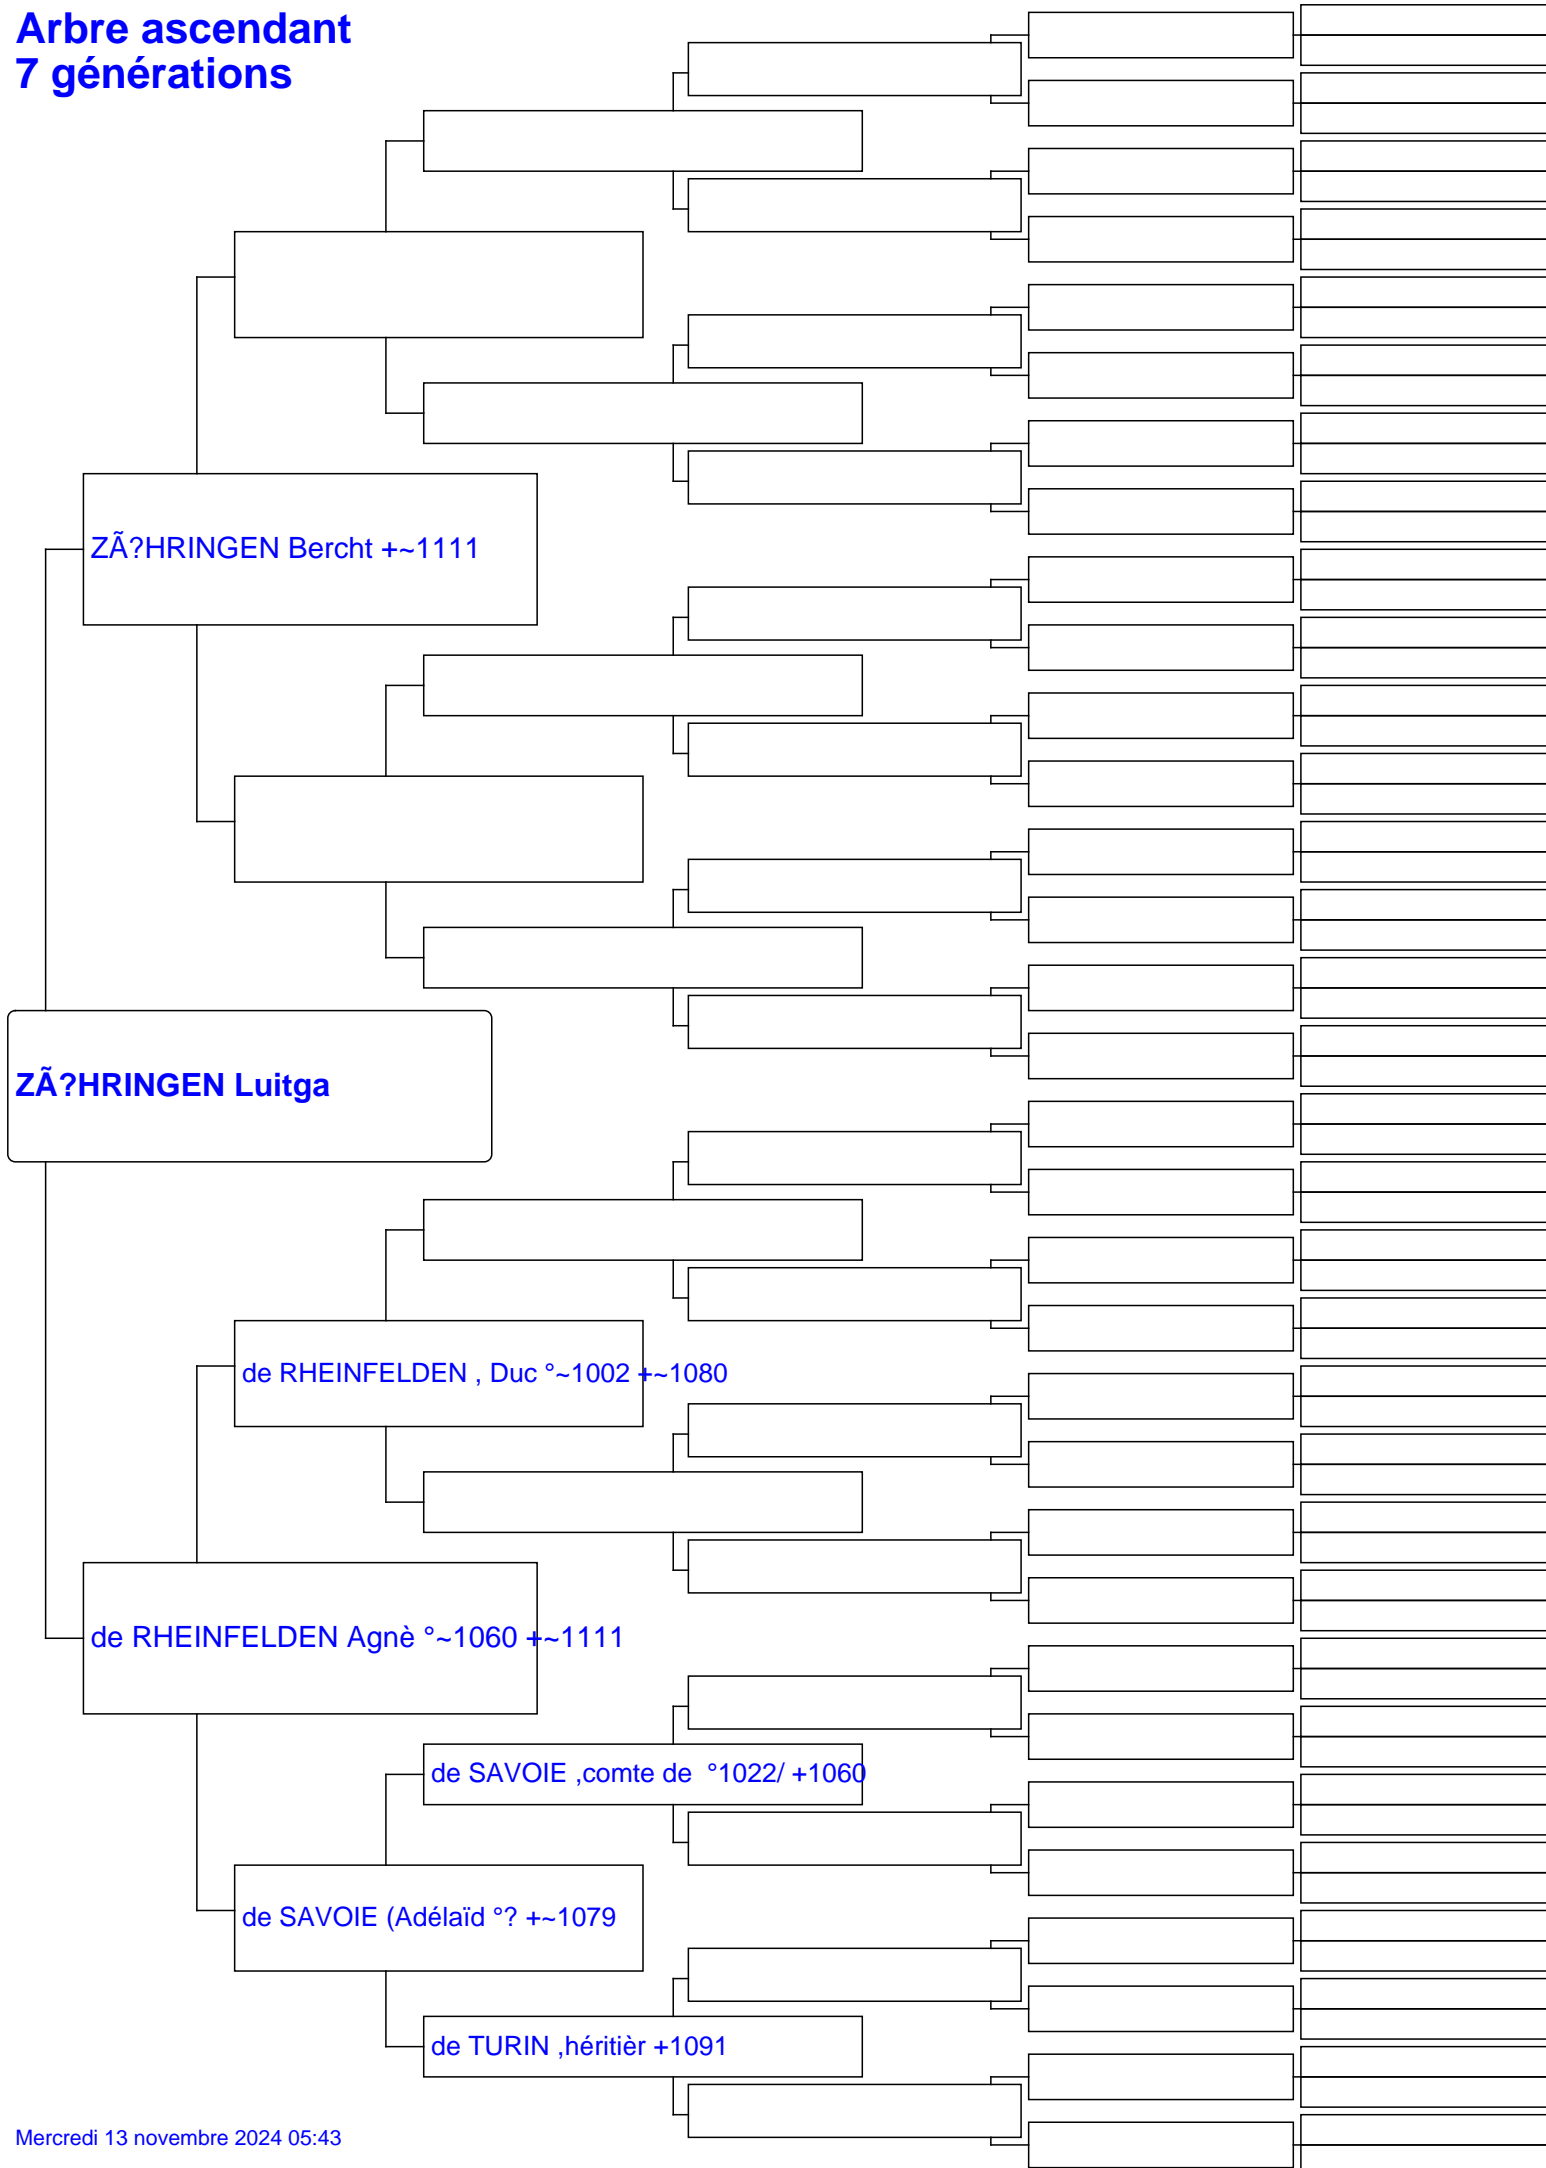 Arbre ascendant
7 générations
ZÃ?HRINGEN Bercht +~1111
ZÃ?HRINGEN Luitga
de RHEINFELDEN , Duc °~1002 +~1080
de RHEINFELDEN Agnè °~1060 +~1111
de SAVOIE ,comte de  °1022/ +1060
de SAVOIE (Adélaïd °? +~1079
de TURIN ,héritièr +1091
Mercredi 13 novembre 2024 05:43